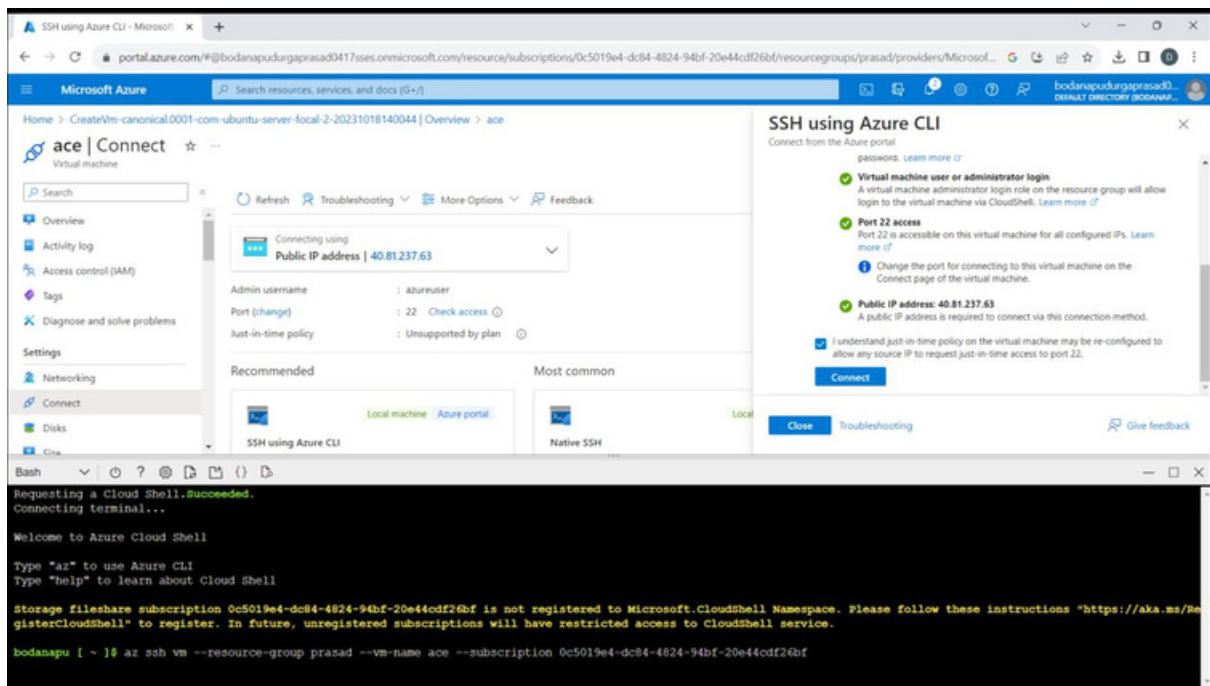 SSH using Azure CLI - Microsoft
portal.azure.com/#@bodanapudurgaprasad0417sses.onmicrosoft.com/resource/subscriptions/0c5019e4-dc84-4824-94bf-20e44cdf26bf/resourcegroups/prasad/providers/Microsof...
Microsoft Azure
Search resources, services, and docs (G+/)
bodanapudurgaprasad0...
DEFAULT DIRECTORY (BODANAP...
Home > CreateVm-canonical.0001-com-ubuntu-server-focal-2-20231018140044 | Overview > ace
ace | Connect
Virtual machine
Search
Overview
Activity log
Access control (IAM)
Tags
Diagnose and solve problems
Settings
Networking
Connect
Disks
Size
Refresh Troubleshooting More Options Feedback
Connecting using
Public IP address | 40.81.237.63
Admin username : azureuser
Port (change) : 22 Check access
Just-in-time policy : Unsupported by plan
Recommended
Most common
Local machine Azure portal
SSH using Azure CLI
Local
Native SSH
SSH using Azure CLI
Connect from the Azure portal
password. Learn more
Virtual machine user or administrator login
A virtual machine administrator login role on the resource group will allow
login to the virtual machine via CloudShell. Learn more
Port 22 access
Port 22 is accessible on this virtual machine for all configured IPs. Learn
more
Change the port for connecting to this virtual machine on the
Connect page of the virtual machine.
Public IP address: 40.81.237.63
A public IP address is required to connect via this connection method.
I understand just-in-time policy on the virtual machine may be re-configured to
allow any source IP to request just-in-time access to port 22.
Connect
Close Troubleshooting Give feedback
Bash
Requesting a Cloud Shell.Succeeded.
Connecting terminal...
Welcome to Azure Cloud Shell
Type "az" to use Azure CLI
Type "help" to learn about Cloud Shell
Storage fileshare subscription 0c5019e4-dc84-4824-94bf-20e44cdf26bf is not registered to Microsoft.CloudShell Namespace. Please follow these instructions "https://aka.ms/Re
gisterCloudShell" to register. In future, unregistered subscriptions will have restricted access to CloudShell service.
bodanapu [ ~ ]$ az ssh vm --resource-group prasad --vm-name ace --subscription 0c5019e4-dc84-4824-94bf-20e44cdf26bf